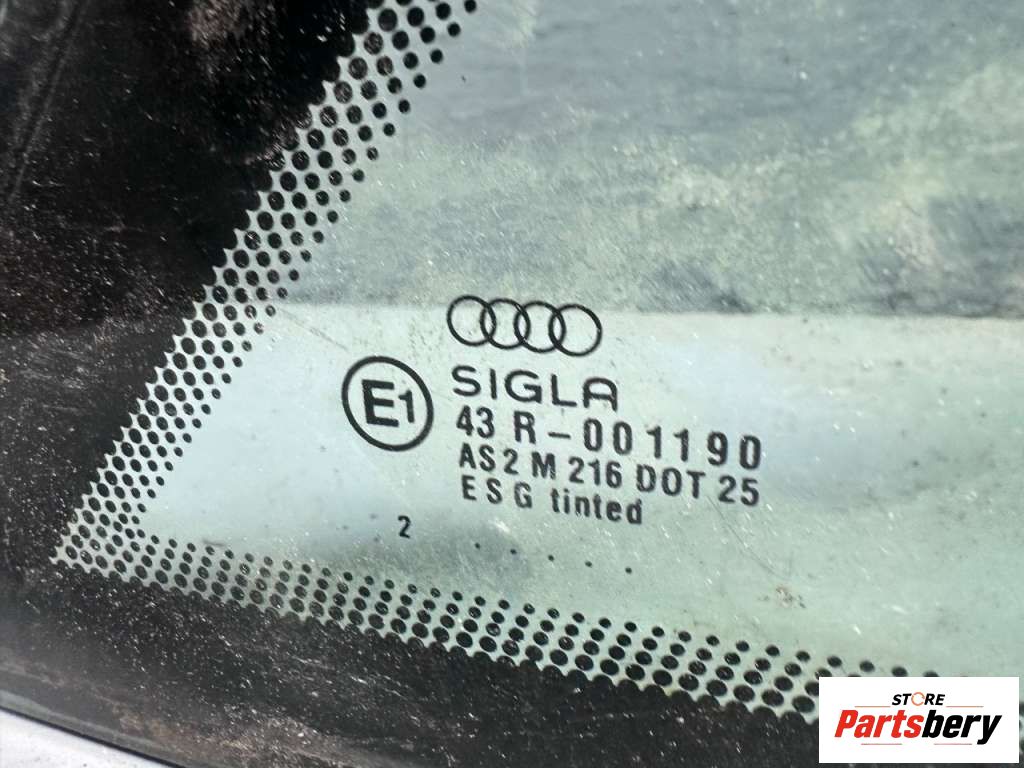 SIGLA
E1
43 R-001190
AS2 M 216 DOT 25
ESG tinted
2 . . . . .
STORE
Partsbery